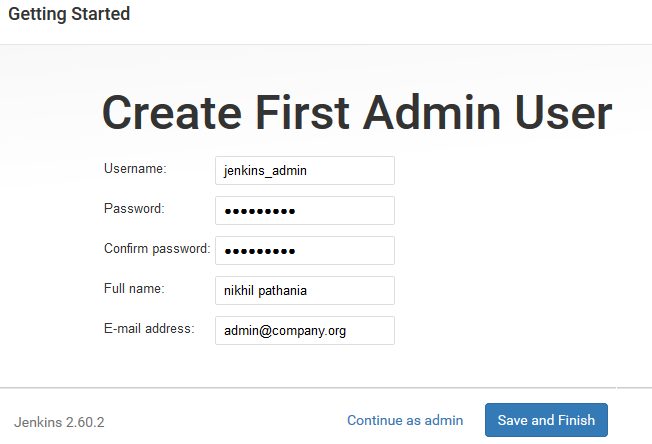 Getting Started
Create First Admin User
Username: jenkins_admin
Password: •••••••••
Confirm password: •••••••••
Full name: nikhil pathania
E-mail address: admin@company.org
Jenkins 2.60.2 Continue as admin Save and Finish